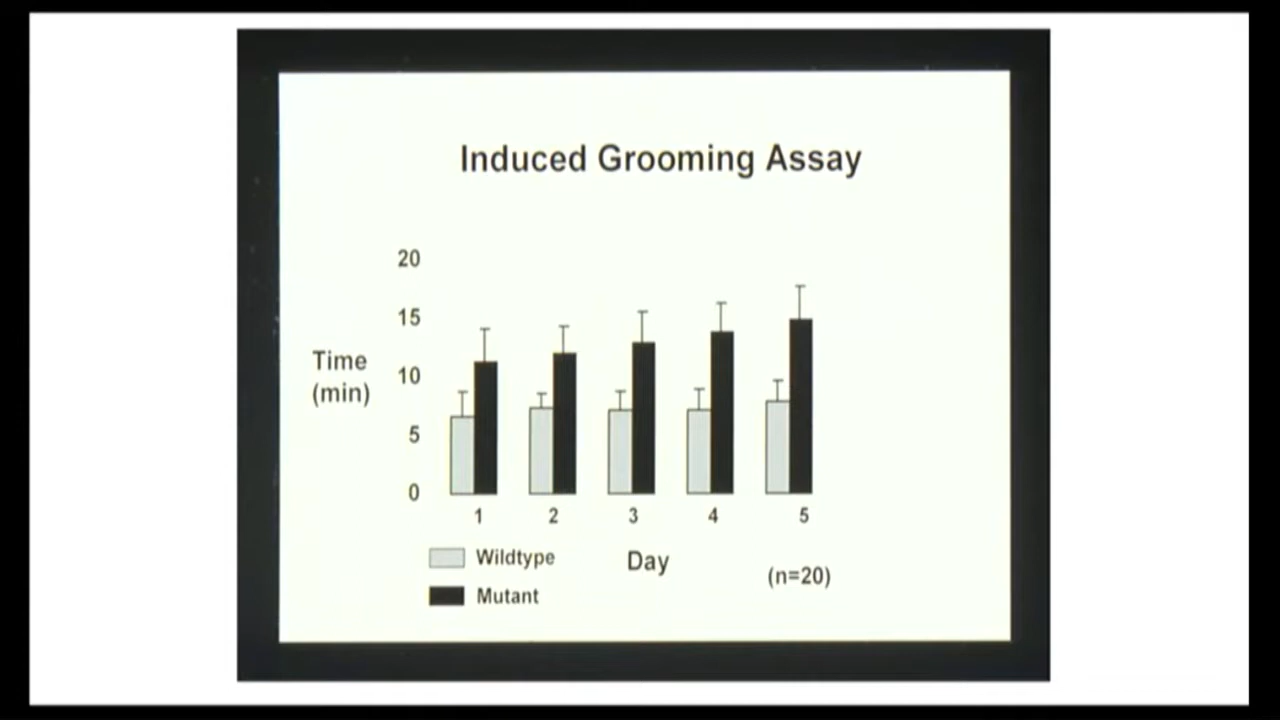 Induced Grooming Assay
20
15
Time
(min)
10
5
0
1 2 3 4 5
Wildtype
Day
(n=20)
Mutant